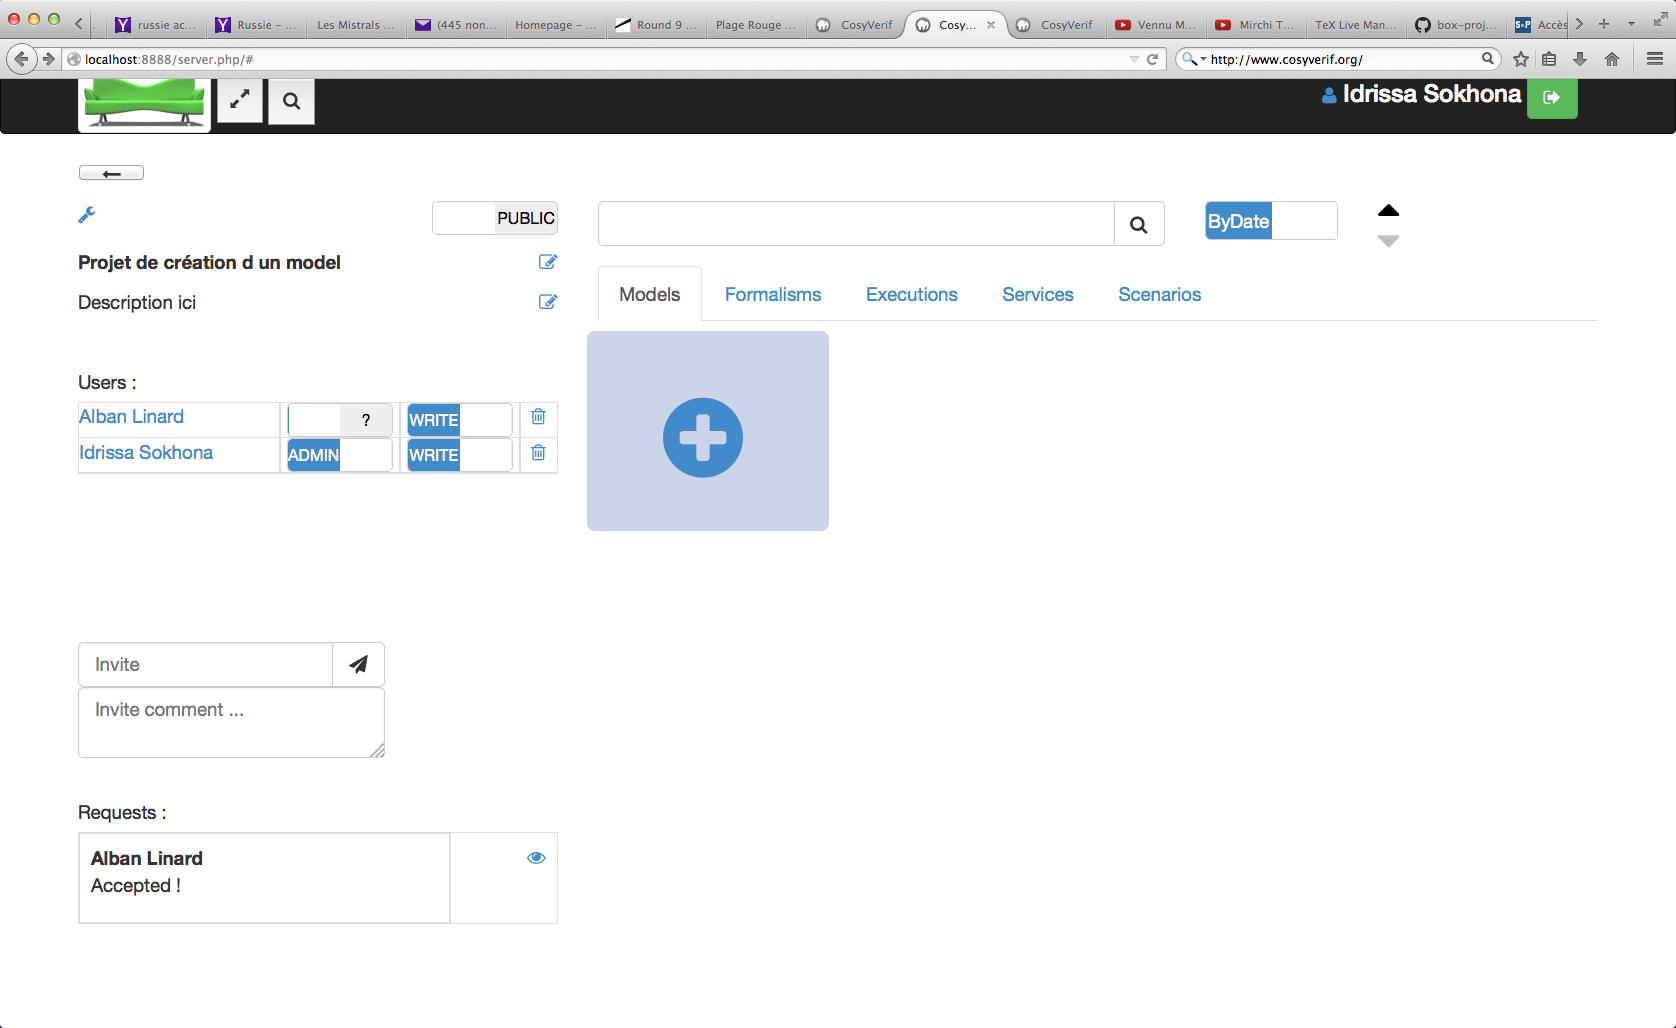 russie ac...
Russie – ...
Les Mistrals
(445 non...
Homepage – ...
Round 9 ...
Plage Rouge ...
CosyVerif
Cosy...
CosyVerif
Vennu M...
Mirchi T...
TeX Live Man...
box-proj...
Accès
localhost:8888/server.php/#
http://www.cosyverif.org/
Idrissa Sokhona
PUBLIC
ByDate
Projet de création d un model
Description ici
Models Formalisms Executions Services Scenarios
Users :
Alban Linard ? WRITE
Idrissa Sokhona ADMIN WRITE
Invite
Invite comment ...
Requests :
Alban Linard
Accepted !